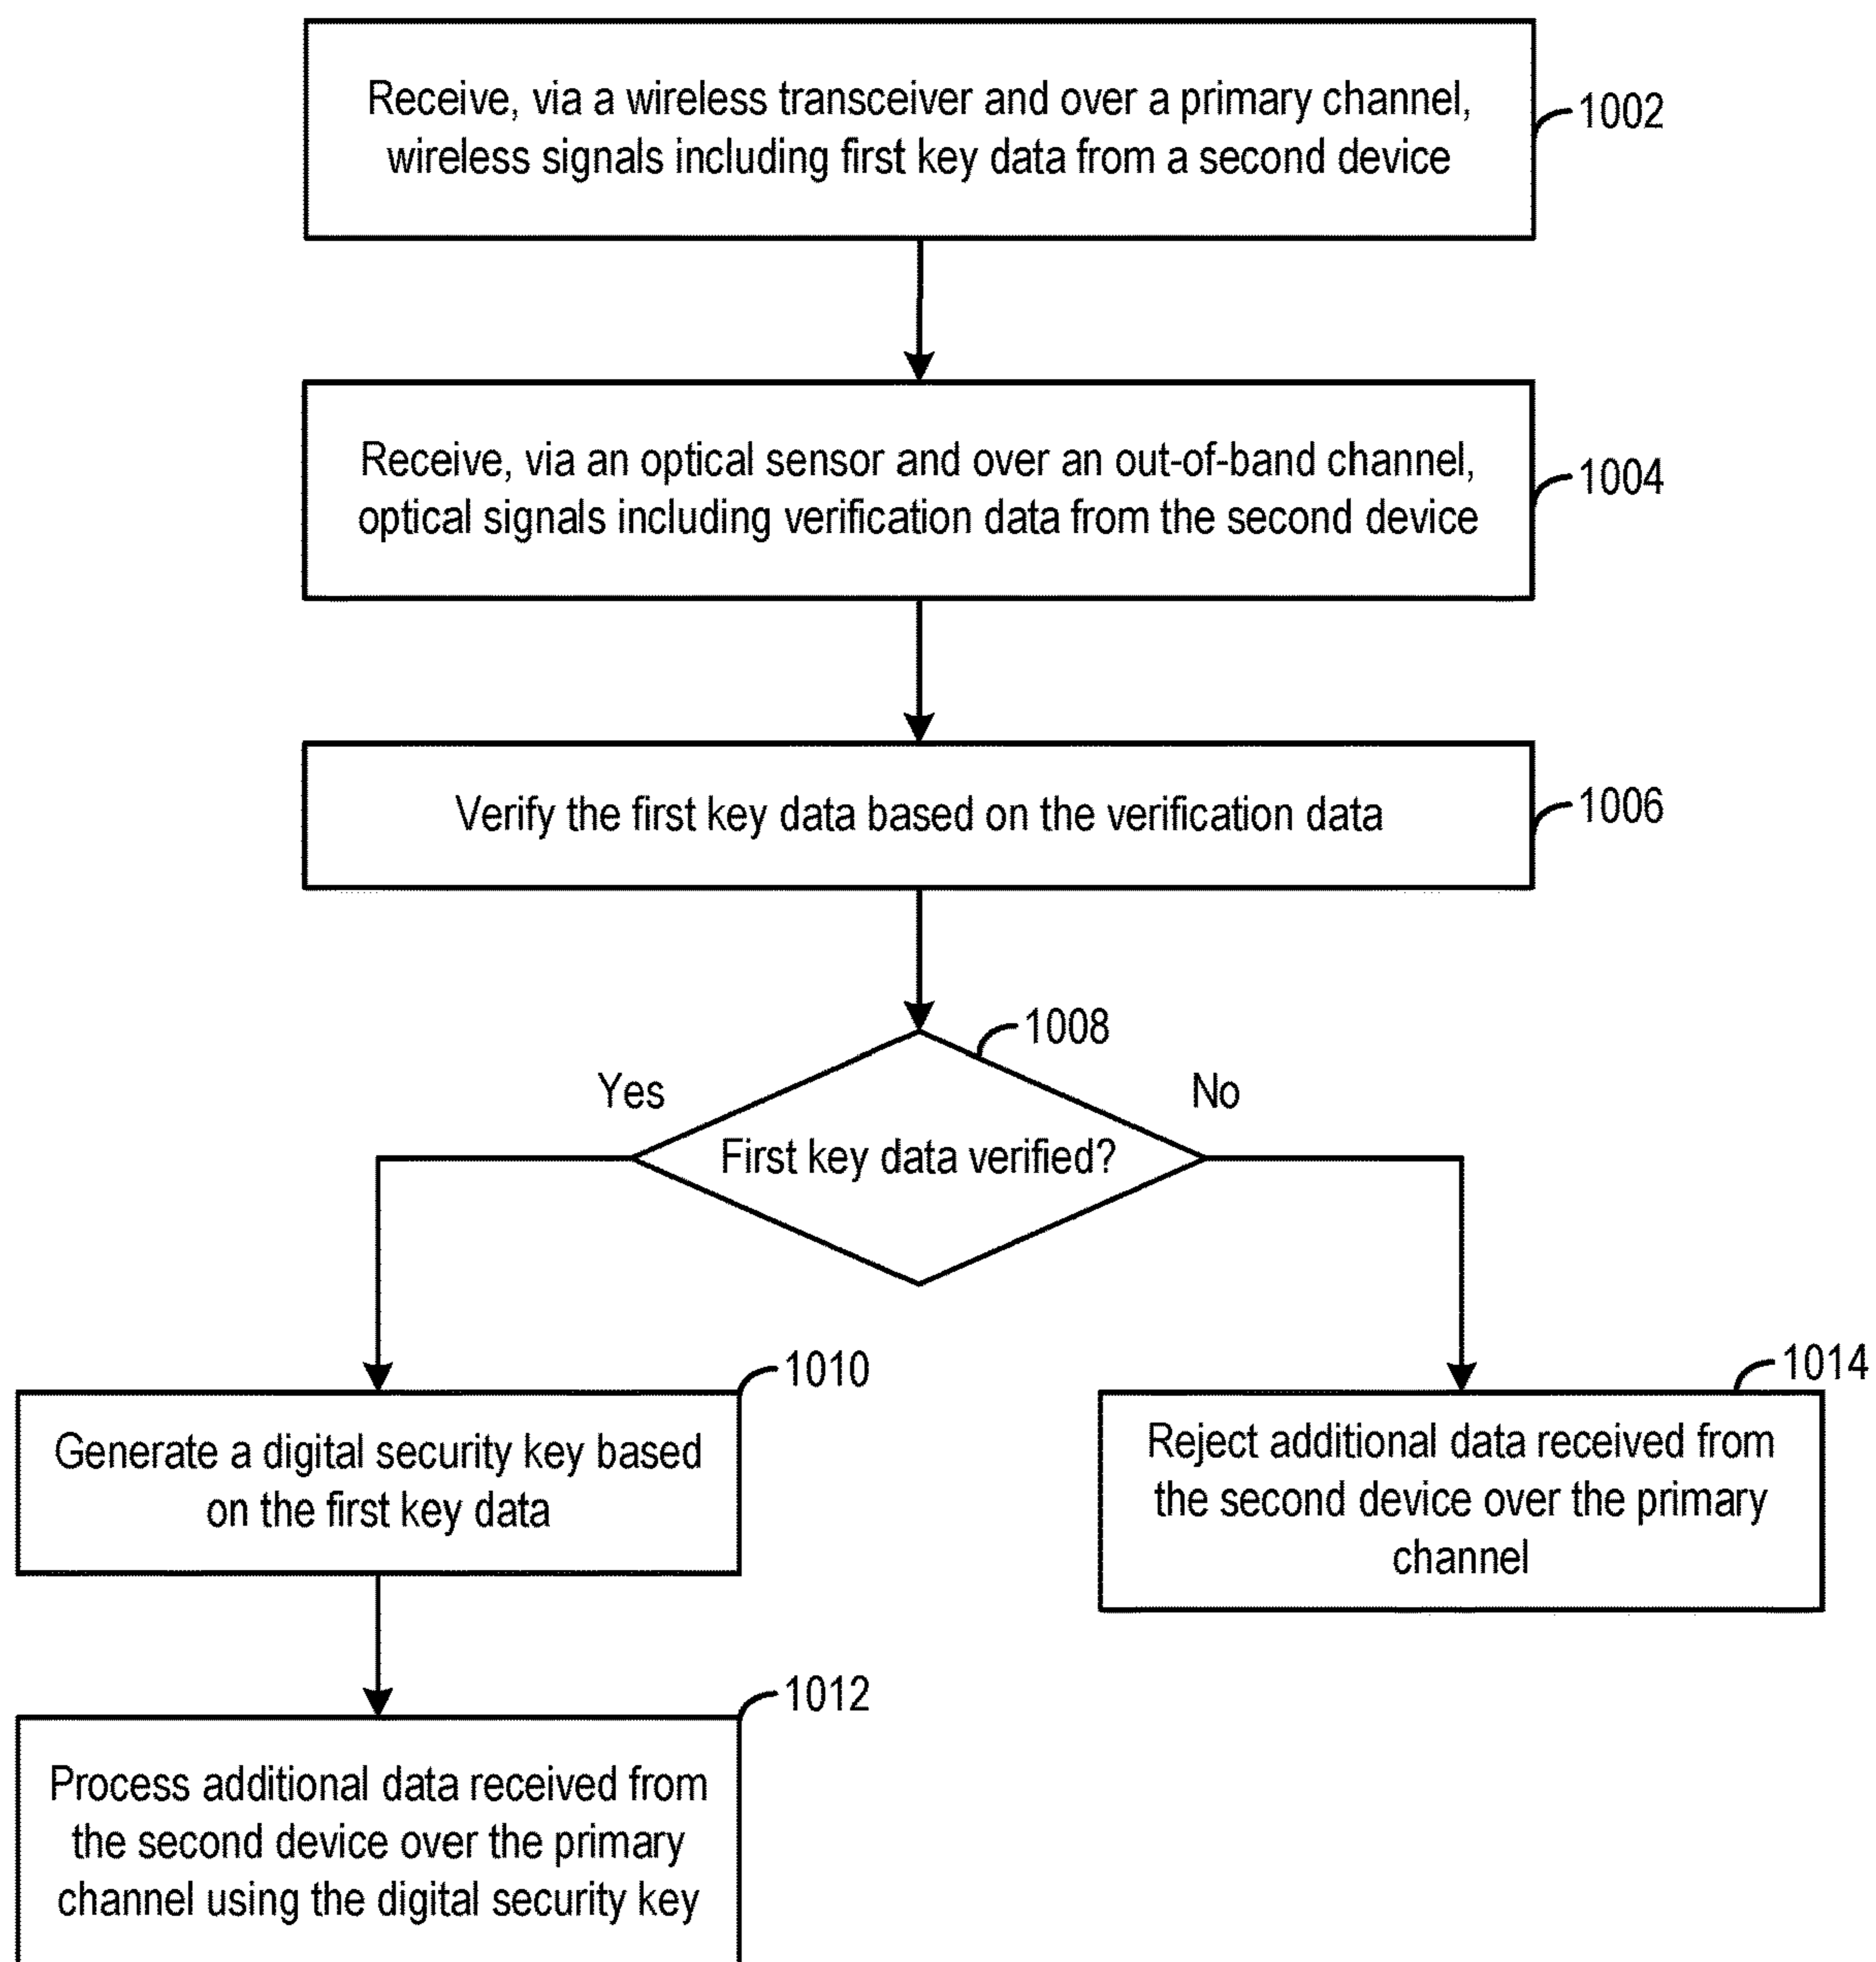 Receive, via a wireless transceiver and over a primary channel,
wireless signals including first key data from a second device
1002
Receive, via an optical sensor and over an out-of-band channel,
optical signals including verification data from the second device
1004
Verify the first key data based on the verification data
1006
1008
Yes
No
First key data verified?
1010
Generate a digital security key based
on the first key data
1014
Reject additional data received from
the second device over the primary
channel
1012
Process additional data received from
the second device over the primary
channel using the digital security key